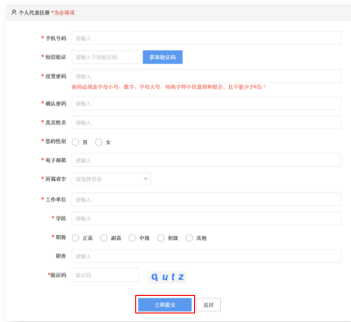 个人代表注册 *为必填项
* 手机号码 请输入
* 短信验证 请输入手机验证码 获取验证码
* 设置密码 请输入
密码必须是字母小写、数字、字母大写、特殊字符中任意两种组合、且不能少于8位！
* 确认密码 请输入
* 真实姓名 请输入
* 您的性别 男 女
* 电子邮箱 请输入
* 所属省市 请选择省份
* 工作单位 请输入
* 学院 请输入
* 职称 正高 副高 中级 初级 其他
职务 请输入
*验证码 验证码 qutz
立即提交 返回